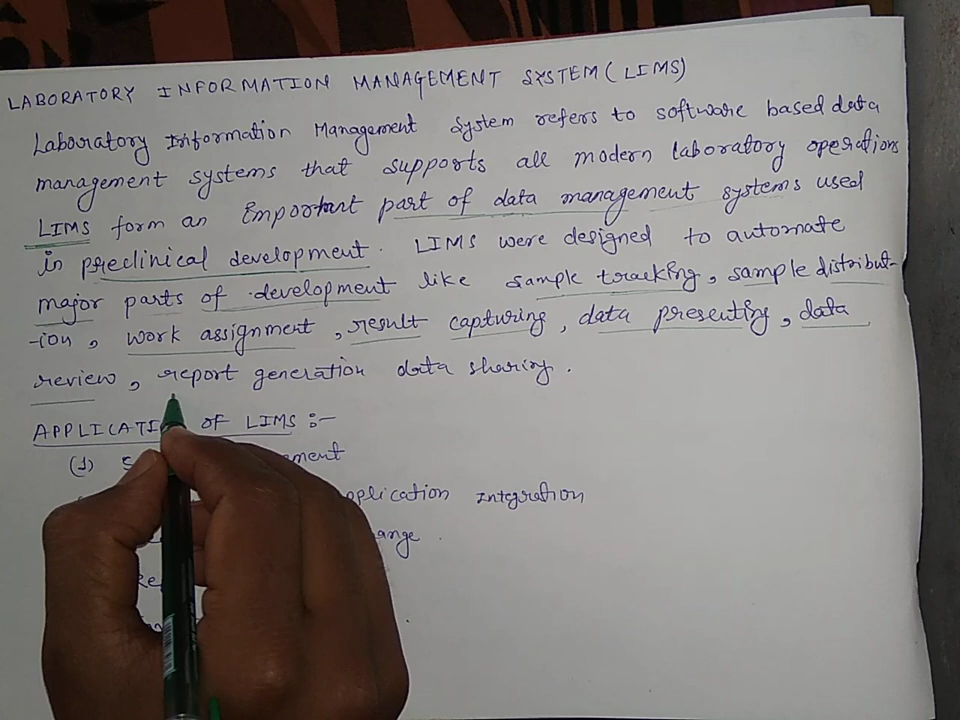 LABORATORY INFORMATION MANAGEMENT SYSTEM (LIMS)
Laboratory Information Management System refers to software based data
management systems that supports all modern laboratory operations
LIMS form an Important part of data management systems used
in preclinical development. LIMS were designed to automate
major parts of development like sample tracking, sample distribut-
-ion, work assignment, result capturing, data presenting, data
review, report generation data sharing.
APPLICATI of LIMS :-
(1)
Integration